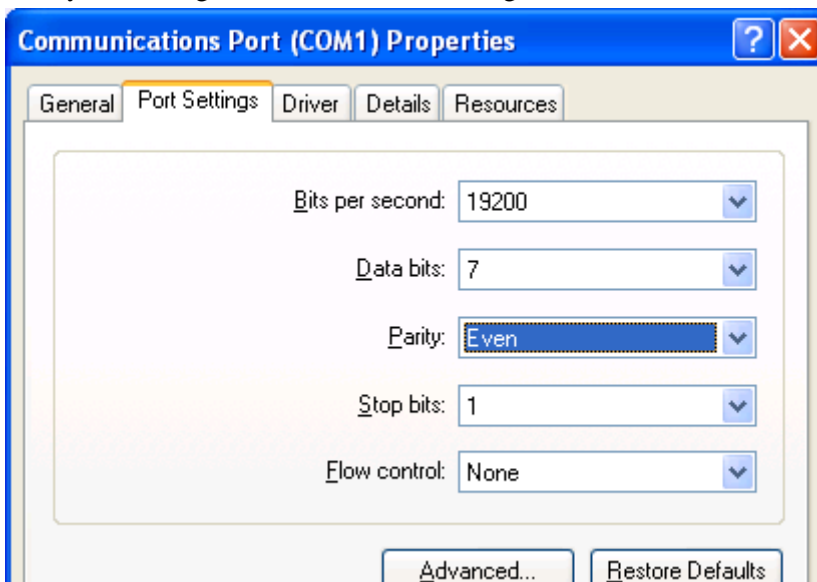 Communications Port (COM1) Properties
General Port Settings Driver Details Resources
Bits per second: 19200
Data bits: 7
Parity: Even
Stop bits: 1
Flow control: None
Advanced... Restore Defaults